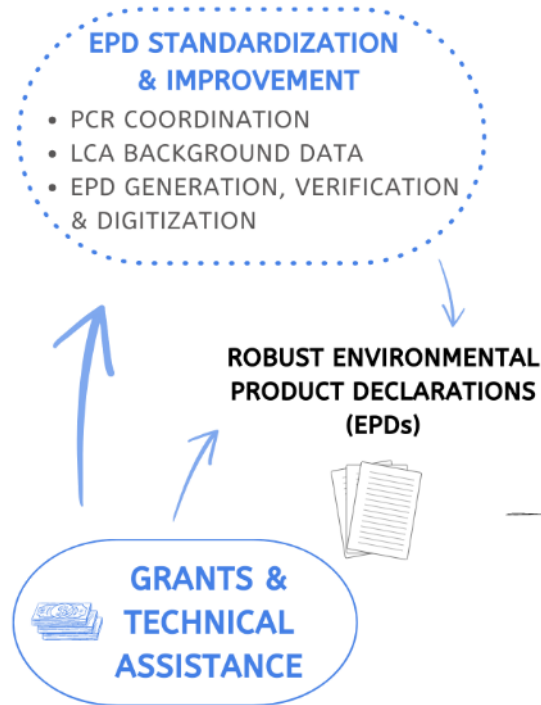 EPD STANDARDIZATION
& IMPROVEMENT
• PCR COORDINATION
• LCA BACKGROUND DATA
• EPD GENERATION, VERIFICATION
& DIGITIZATION
ROBUST ENVIRONMENTAL
PRODUCT DECLARATIONS
(EPDs)
GRANTS &
TECHNICAL
ASSISTANCE